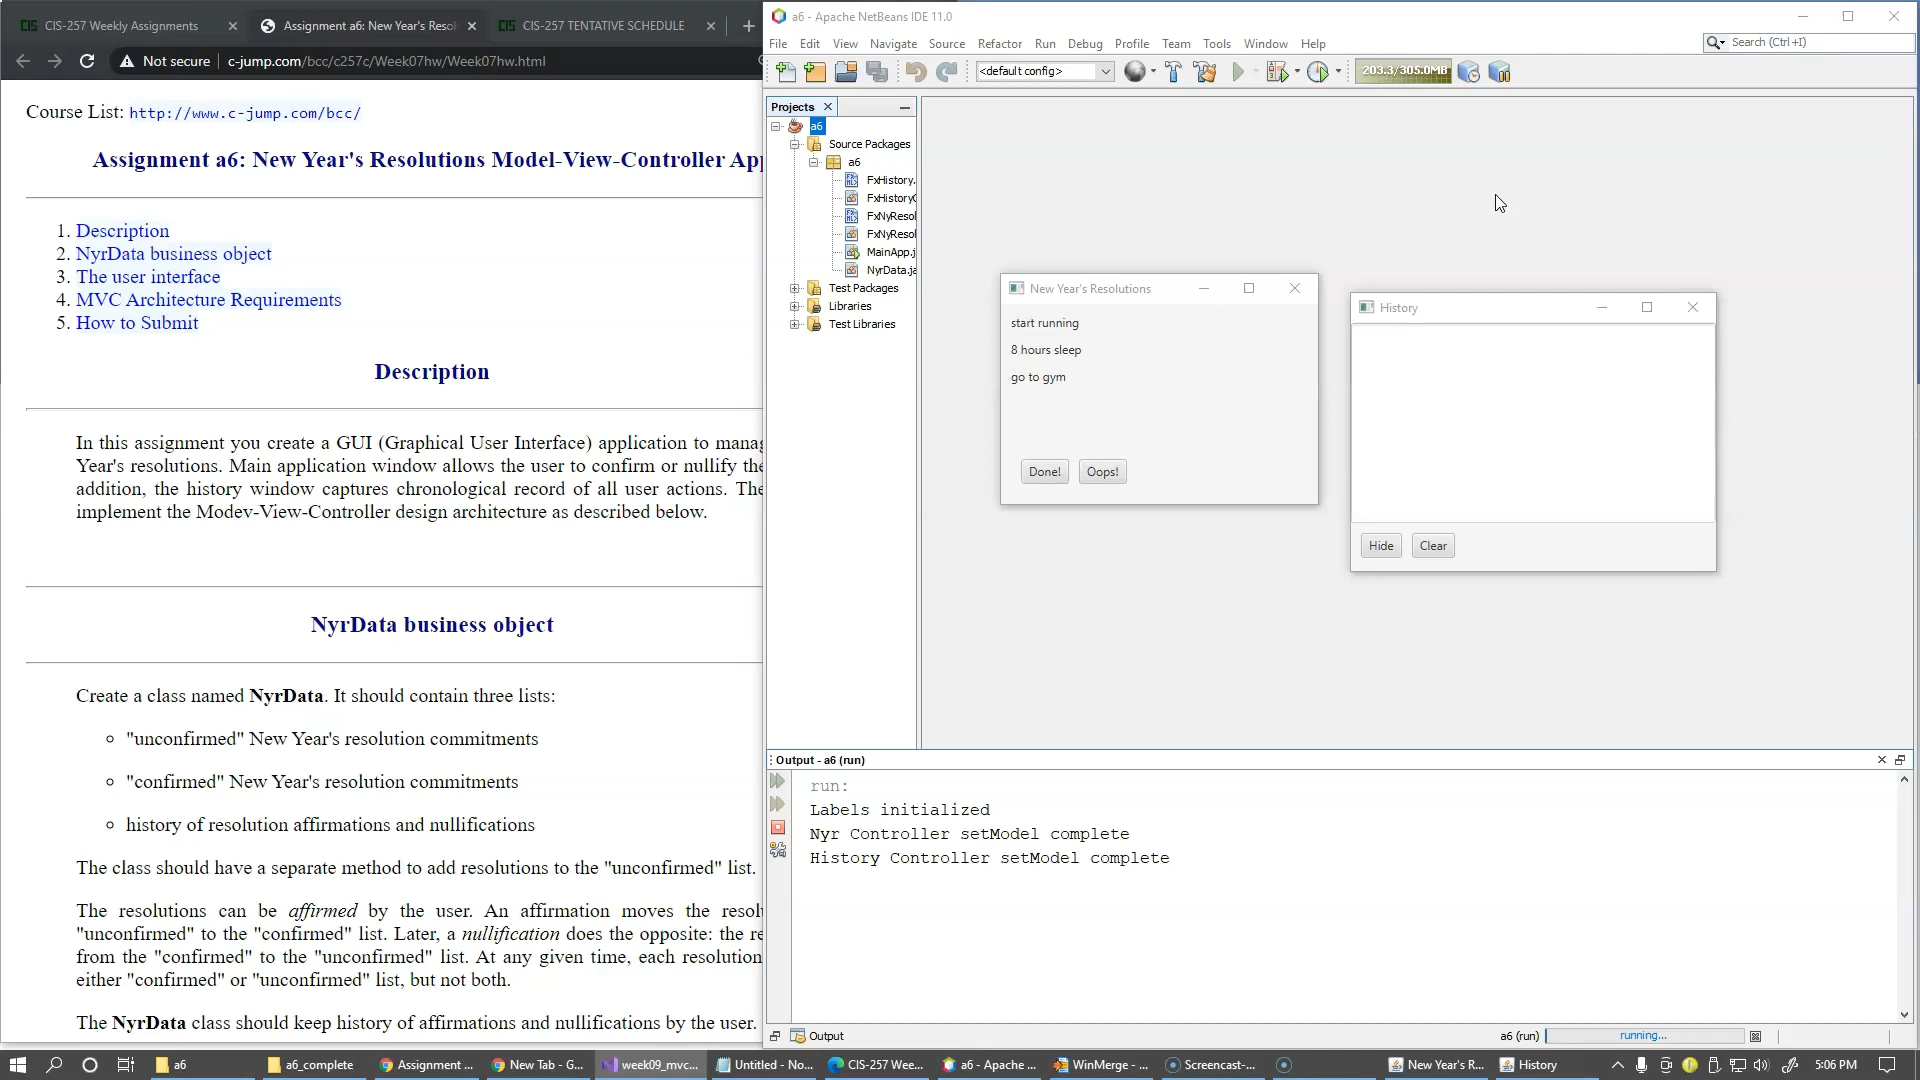 CIS-257 Weekly Assignments
Assignment a6: New Year's Resol
CIS-257 TENTATIVE SCHEDULE
Not secure
c-jump.com/bcc/c257c/Week07hw/Week07hw.html
Course List: http://www.c-jump.com/bcc/
Assignment a6: New Year's Resolutions Model-View-Controller App
1. Description
2. NyrData business object
3. The user interface
4. MVC Architecture Requirements
5. How to Submit
Description
In this assignment you create a GUI (Graphical User Interface) application to manag
Year's resolutions. Main application window allows the user to confirm or nullify the
addition, the history window captures chronological record of all user actions. The
implement the Modev-View-Controller design architecture as described below.
NyrData business object
Create a class named NyrData. It should contain three lists:
"unconfirmed" New Year's resolution commitments
"confirmed" New Year's resolution commitments
history of resolution affirmations and nullifications
The class should have a separate method to add resolutions to the "unconfirmed" list.
The resolutions can be affirmed by the user. An affirmation moves the resol
"unconfirmed" to the "confirmed" list. Later, a nullification does the opposite: the re
from the "confirmed" to the "unconfirmed" list. At any given time, each resolution
either "confirmed" or "unconfirmed" list, but not both.
The NyrData class should keep history of affirmations and nullifications by the user.
a6 - Apache NetBeans IDE 11.0
File Edit View Navigate Source Refactor Run Debug Profile Team Tools Window Help
Search (Ctrl+I)
<default config>
203.3/305.0MB
Projects
a6
Source Packages
a6
FxHistory.
FxHistoryC
FxNyResol
FxNyResol
MainApp.j
NyrData.ja
Test Packages
Libraries
Test Libraries
New Year's Resolutions
start running
8 hours sleep
go to gym
Done! Oops!
History
Hide Clear
Output - a6 (run)
run:
Labels initialized
Nyr Controller setModel complete
History Controller setModel complete
Output
a6 (run)
running...
a6
a6_complete
Assignment ...
New Tab - G...
week09_mvc...
Untitled - No...
CIS-257 Wee...
a6 - Apache ...
WinMerge - ...
Screencast-...
New Year's R...
History
5:06 PM